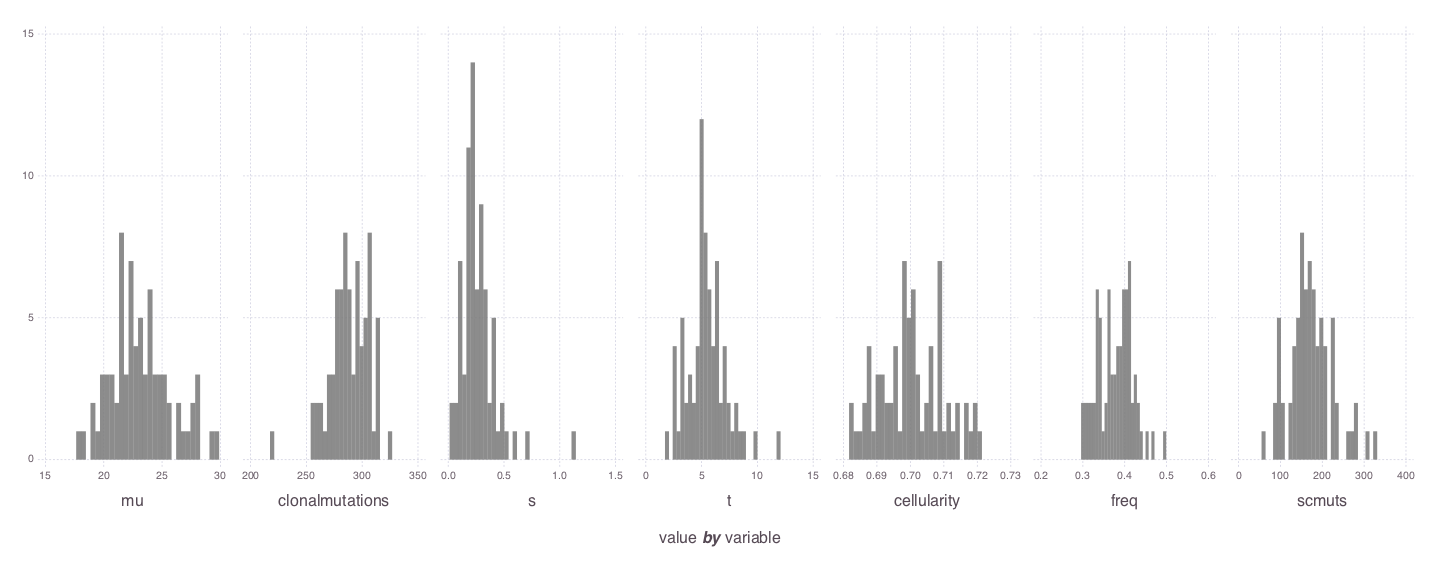 15
10
5
0
15 20 25 30 200 250 300 350 0.0 0.5 1.0 1.5 0 5 10 15 0.68 0.69 0.70 0.71 0.72 0.73 0.2 0.3 0.4 0.5 0.6 0 100 200 300 400
mu clonalmutations s t cellularity freq scmuts
value by variable